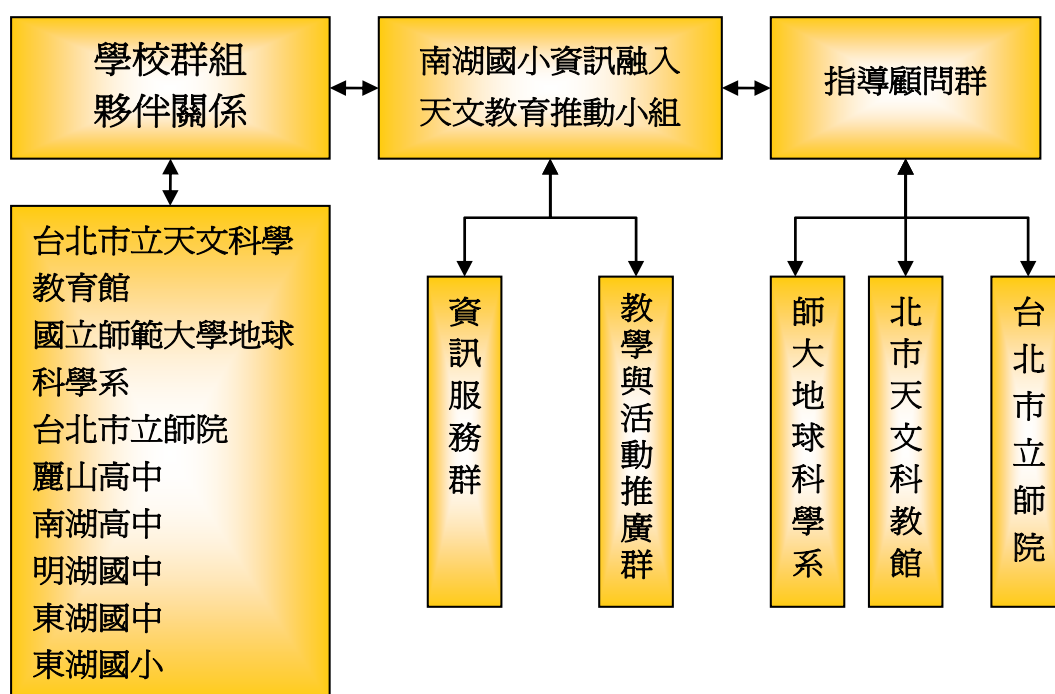 學校群組
夥伴關係
南湖國小資訊融入
天文教育推動小組
指導顧問群
台北市立天文科學
教育館
國立師範大學地球
科學系
台北市立師院
麗山高中
南湖高中
明湖國中
東湖國中
東湖國小
資訊服務群
教學與活動推廣群
師大地球科學系
北市天文科教館
台北市立師院